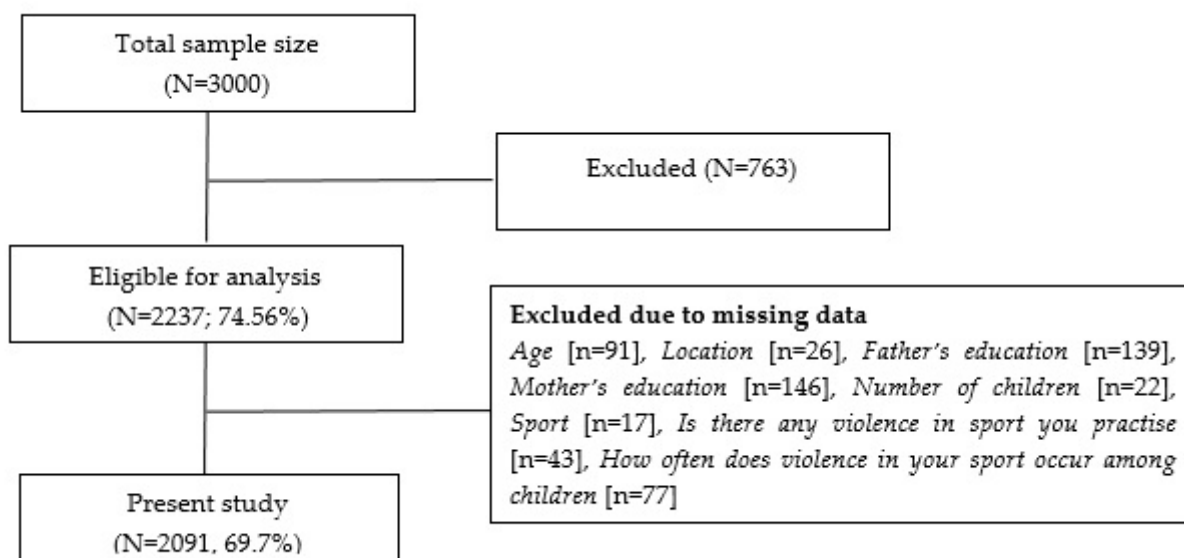 Total sample size
(N=3000)
Excluded (N=763)
Eligible for analysis
(N=2237; 74.56%)
Excluded due to missing data
Age [n=91], Location [n=26], Father's education [n=139],
Mother's education [n=146], Number of children [n=22],
Sport [n=17], Is there any violence in sport you practise
[n=43], How often does violence in your sport occur among
children [n=77]
Present study
(N=2091, 69.7%)